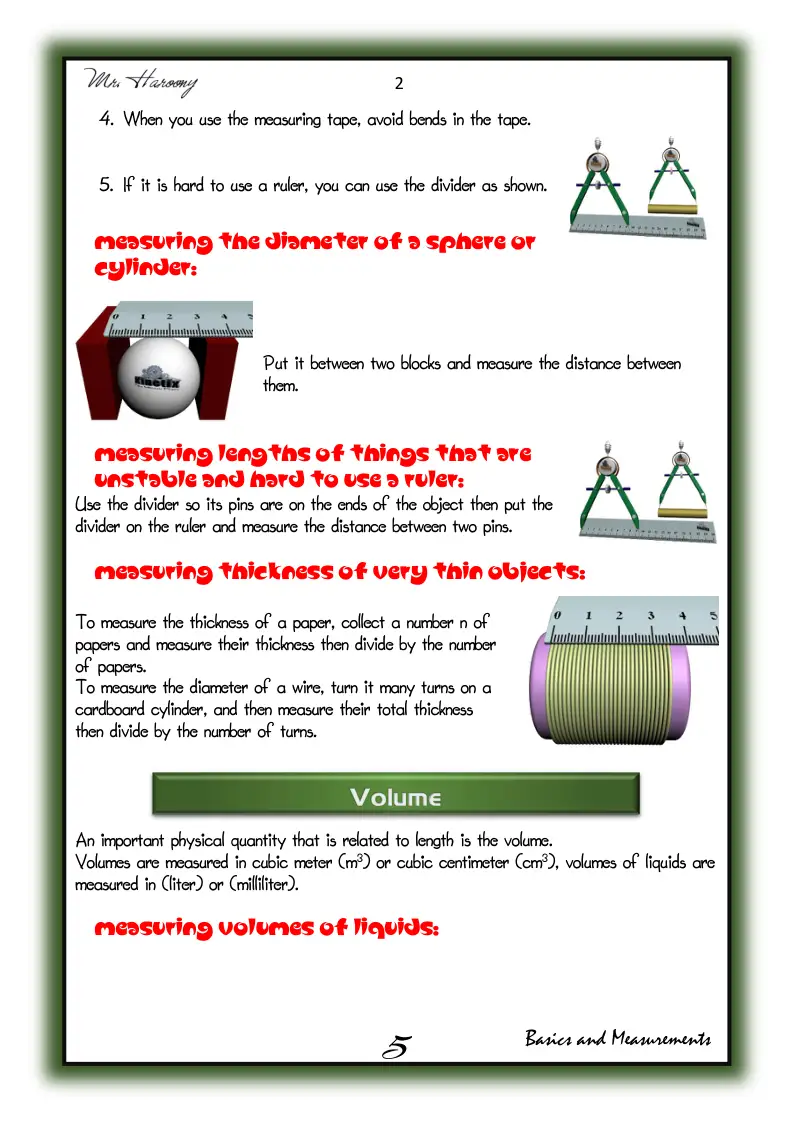 Mr. Haroony
2
4. When you use the measuring tape, avoid bends in the tape.
5. If it is hard to use a ruler, you can use the divider as shown.
measuring the diameter of a sphere or
cylinder:
0 1 2 3 4 5
kinetix
Put it between two blocks and measure the distance between
them.
measuring lengths of things that are
unstable and hard to use a ruler:
Use the divider so its pins are on the ends of the object then put the
divider on the ruler and measure the distance between two pins.
measuring thickness of very thin objects:
To measure the thickness of a paper, collect a number n of
papers and measure their thickness then divide by the number
of papers.
To measure the diameter of a wire, turn it many turns on a
cardboard cylinder, and then measure their total thickness
then divide by the number of turns.
0 1 2 3 4 5
Volume
An important physical quantity that is related to length is the volume.
Volumes are measured in cubic meter (m³) or cubic centimeter (cm³), volumes of liquids are
measured in (liter) or (milliliter).
measuring volumes of liquids:
5
Basics and Measurements